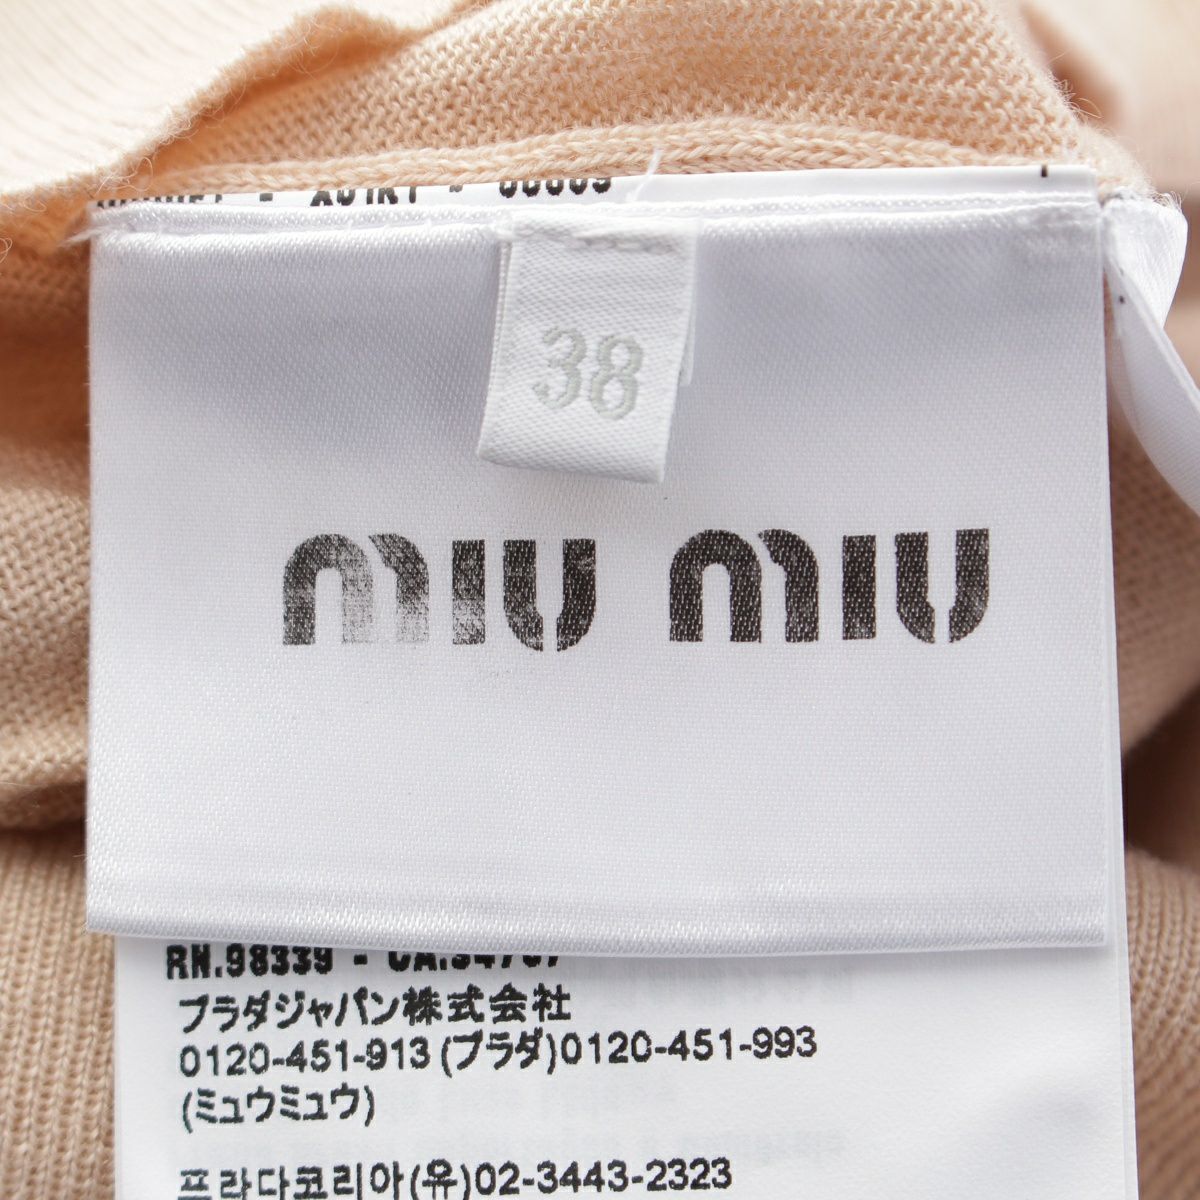 38
miu miu
RN.98339 - CA.54767
プラダジャパン株式会社
0120-451-913 (プラダ)0120-451-993
(ミュウミュウ)
프라다코리아(유)02-3443-2323